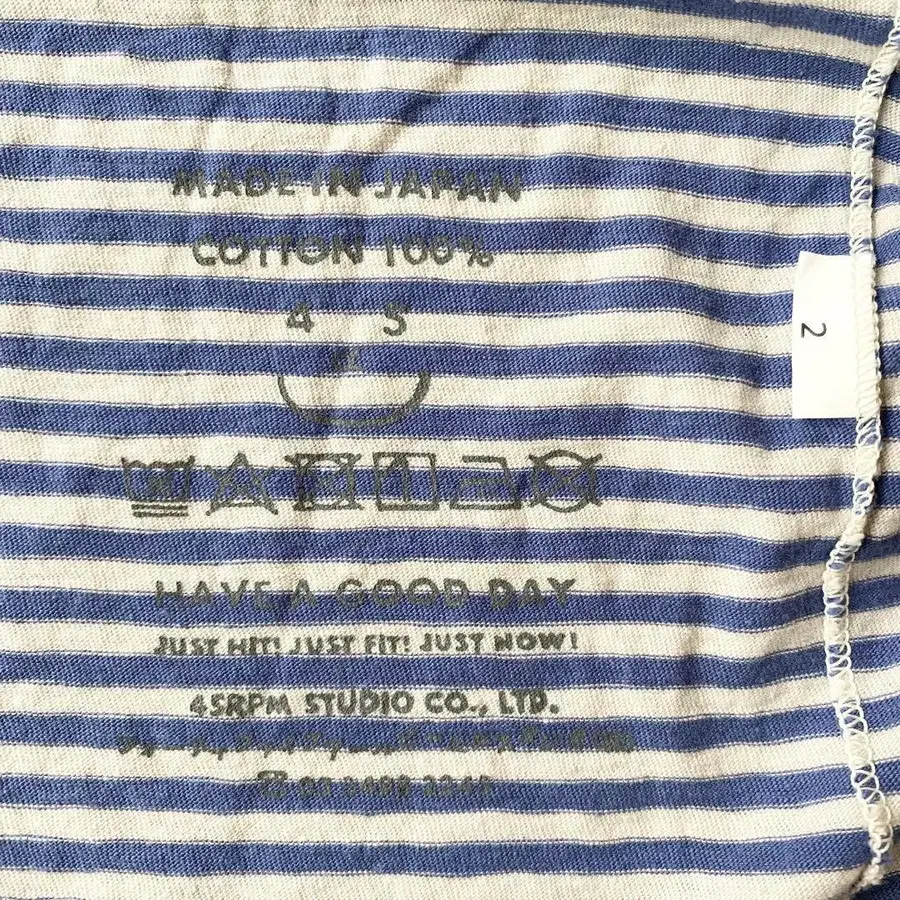 MADE IN JAPAN
COTTON 100%
4 S
HAVE A GOOD DAY
JUST HIT! JUST FIT! JUST NOW!
45RPM STUDIO CO., LTD.
2